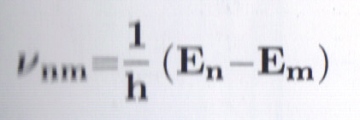 νnm = 1/h (En − Em)